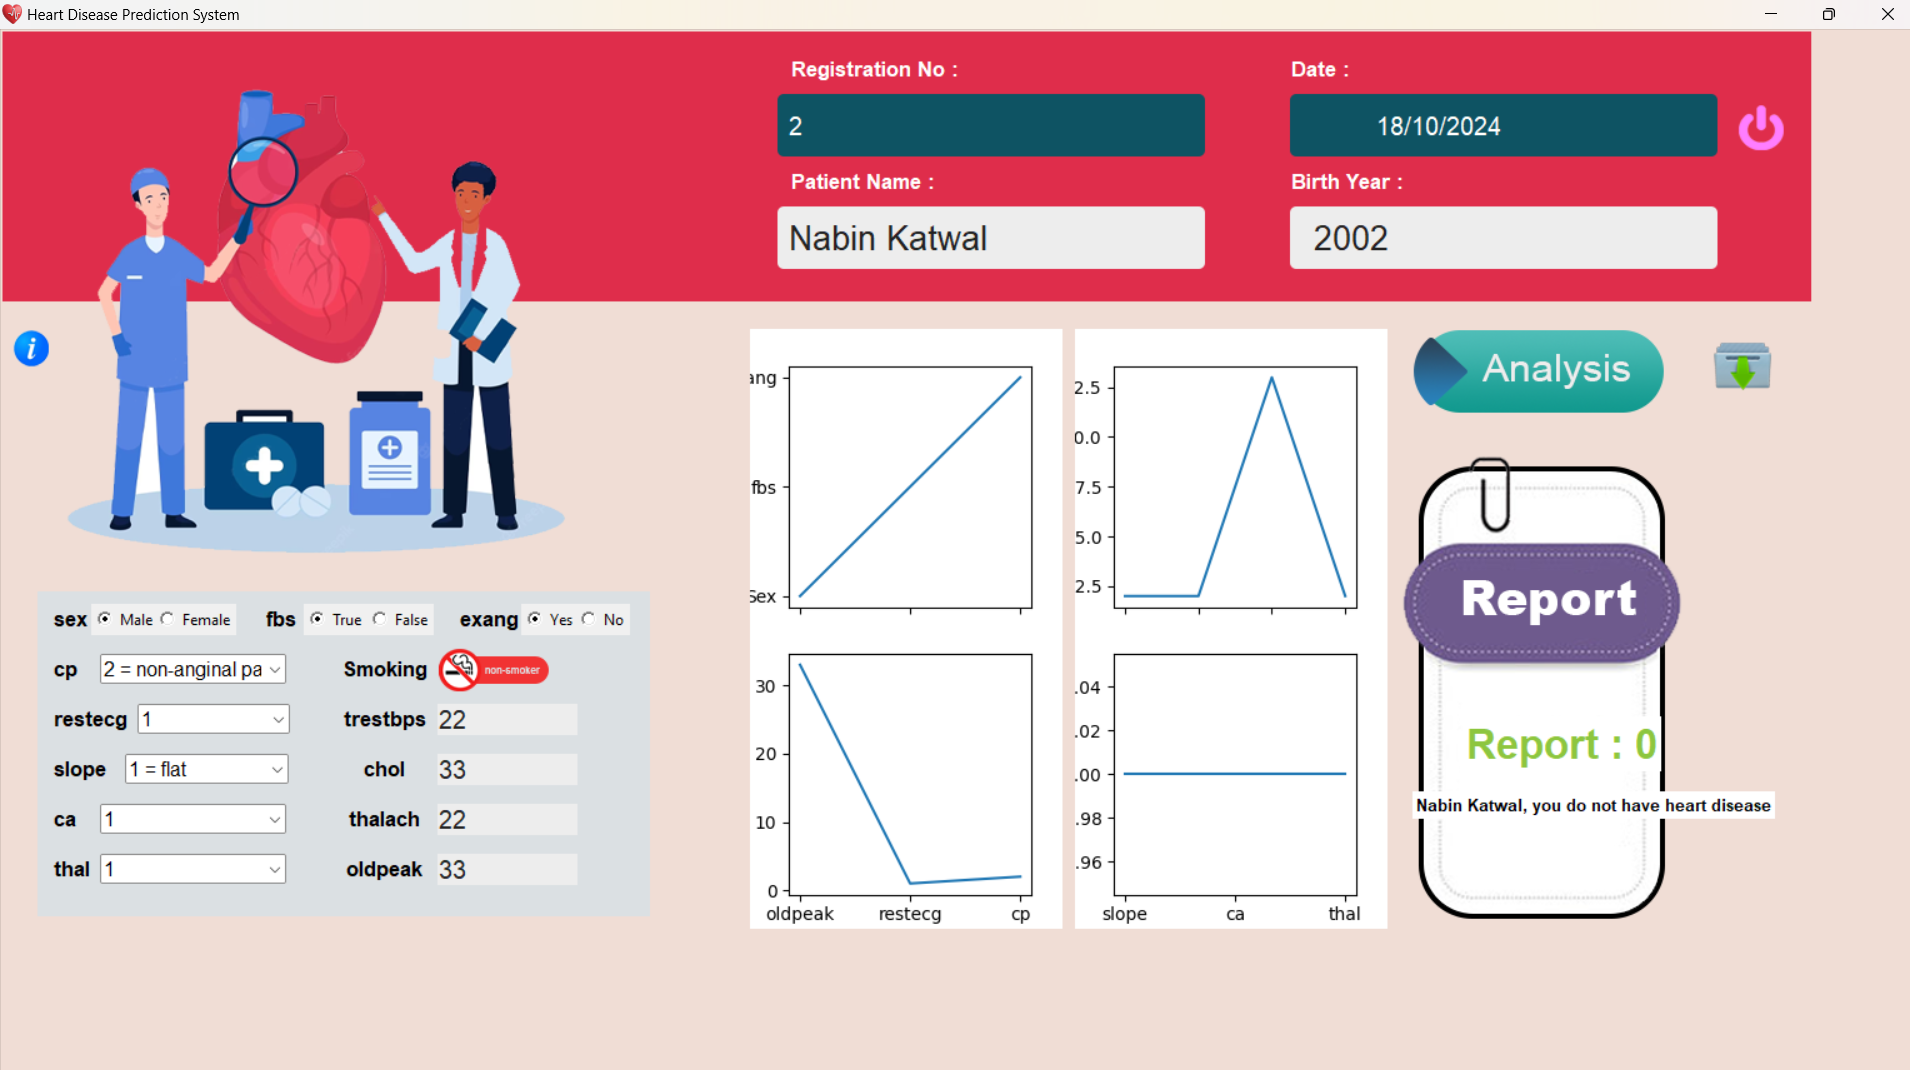 Heart Disease Prediction System
Registration No :
Date :
2
18/10/2024
Patient Name :
Birth Year :
Nabin Katwal
2002
i
Analysis
ang
fbs
Sex
2.5
0.0
7.5
5.0
2.5
30
20
10
0
oldpeak restecg cp
.04
.02
.00
.98
.96
slope ca thal
Report
Report : 0
Nabin Katwal, you do not have heart disease
sex Male Female fbs True False exang Yes No
cp 2 = non-anginal pa Smoking non-smoker
restecg 1 trestbps 22
slope 1 = flat chol 33
ca 1 thalach 22
thal 1 oldpeak 33